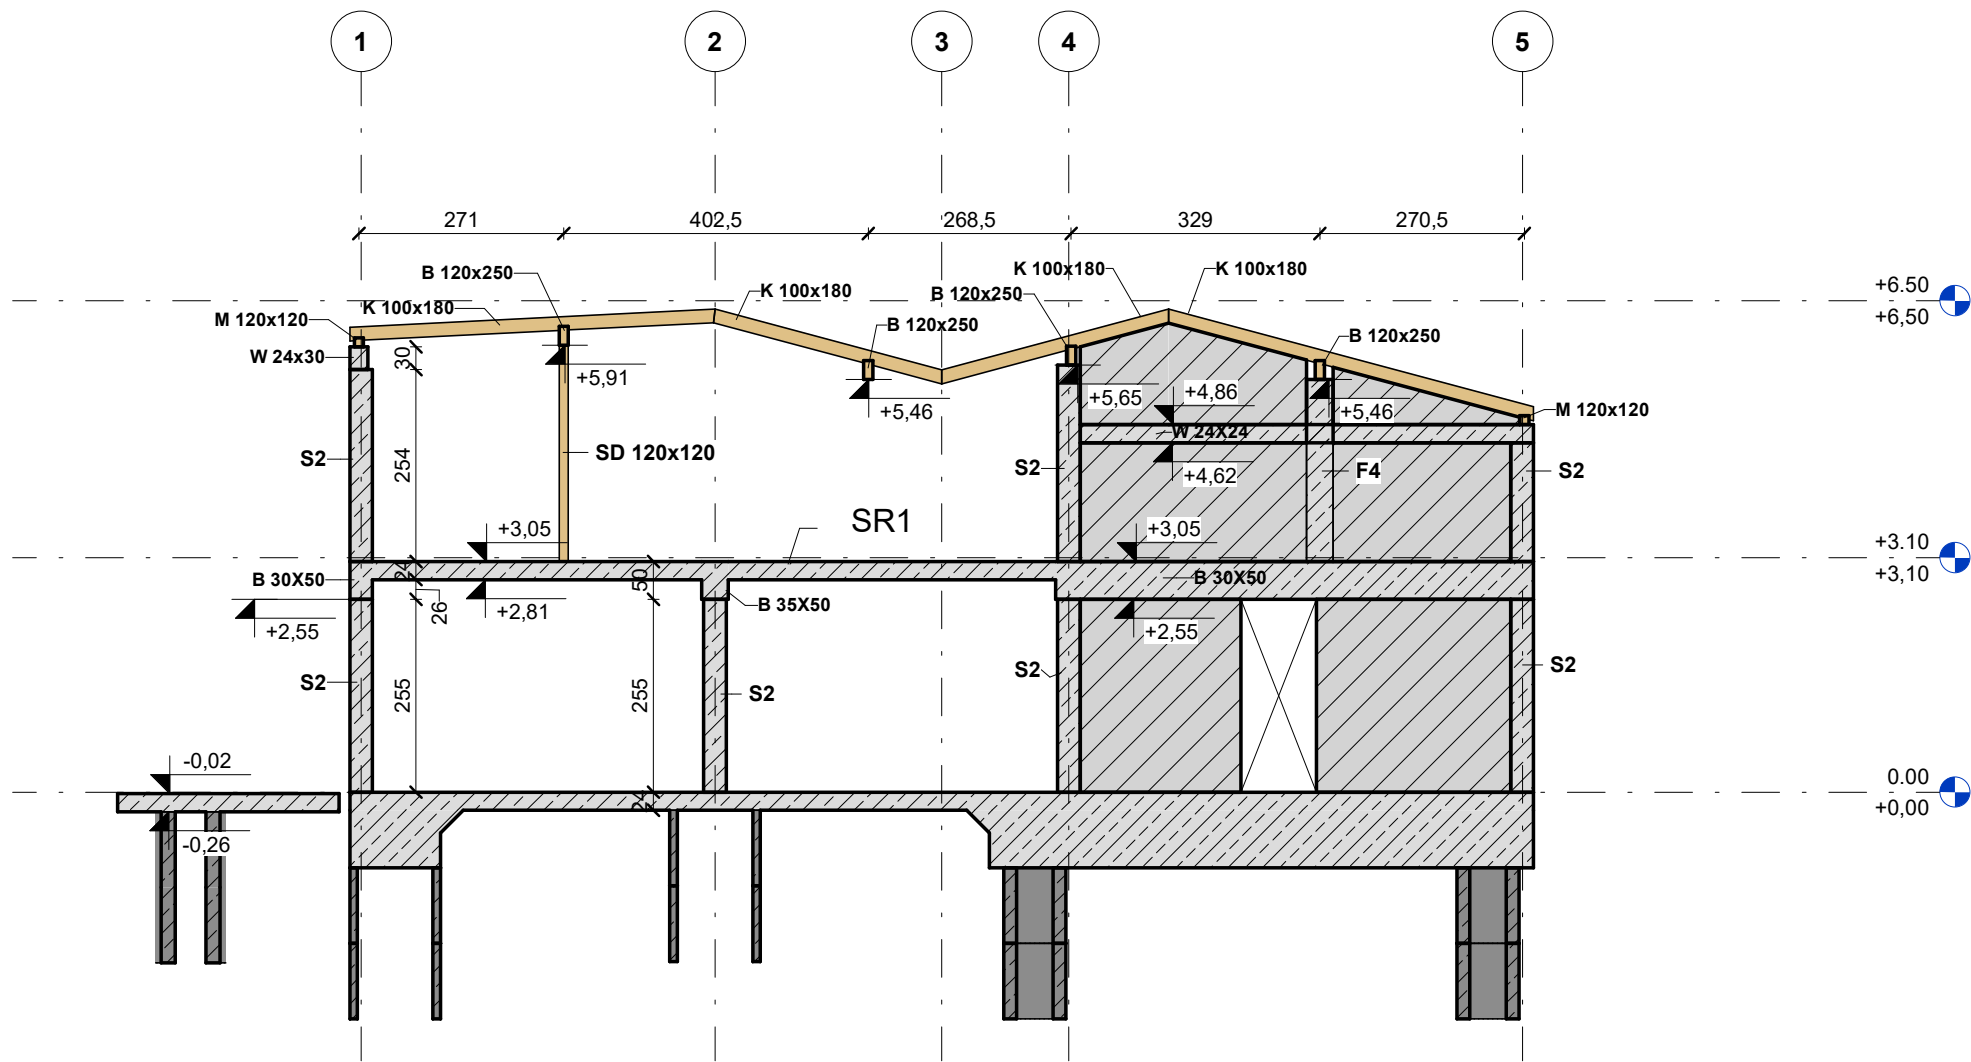 1 2 3 4 5
271 402,5 268,5 329 270,5
B 120x250 K 100x180 K 100x180
+6.50
K 100x180 B 120x250
K 100x180
+6,50
M 120x120 B 120x250
B 120x250
W 24x30 30
+5,91 +5,65 +4,86
+5,46 +5,46 M 120x120
W 24X24
S2 254 SD 120x120 S2 +4,62 F4 S2
SR1
+3,05 +3,05
+3.10
+3,10
B 30X50 24 50 B 30X50
26 +2,81 B 35X50
+2,55 +2,55
S2 255 255 S2 S2 S2
-0,02
0.00
+0,00
24
-0,26